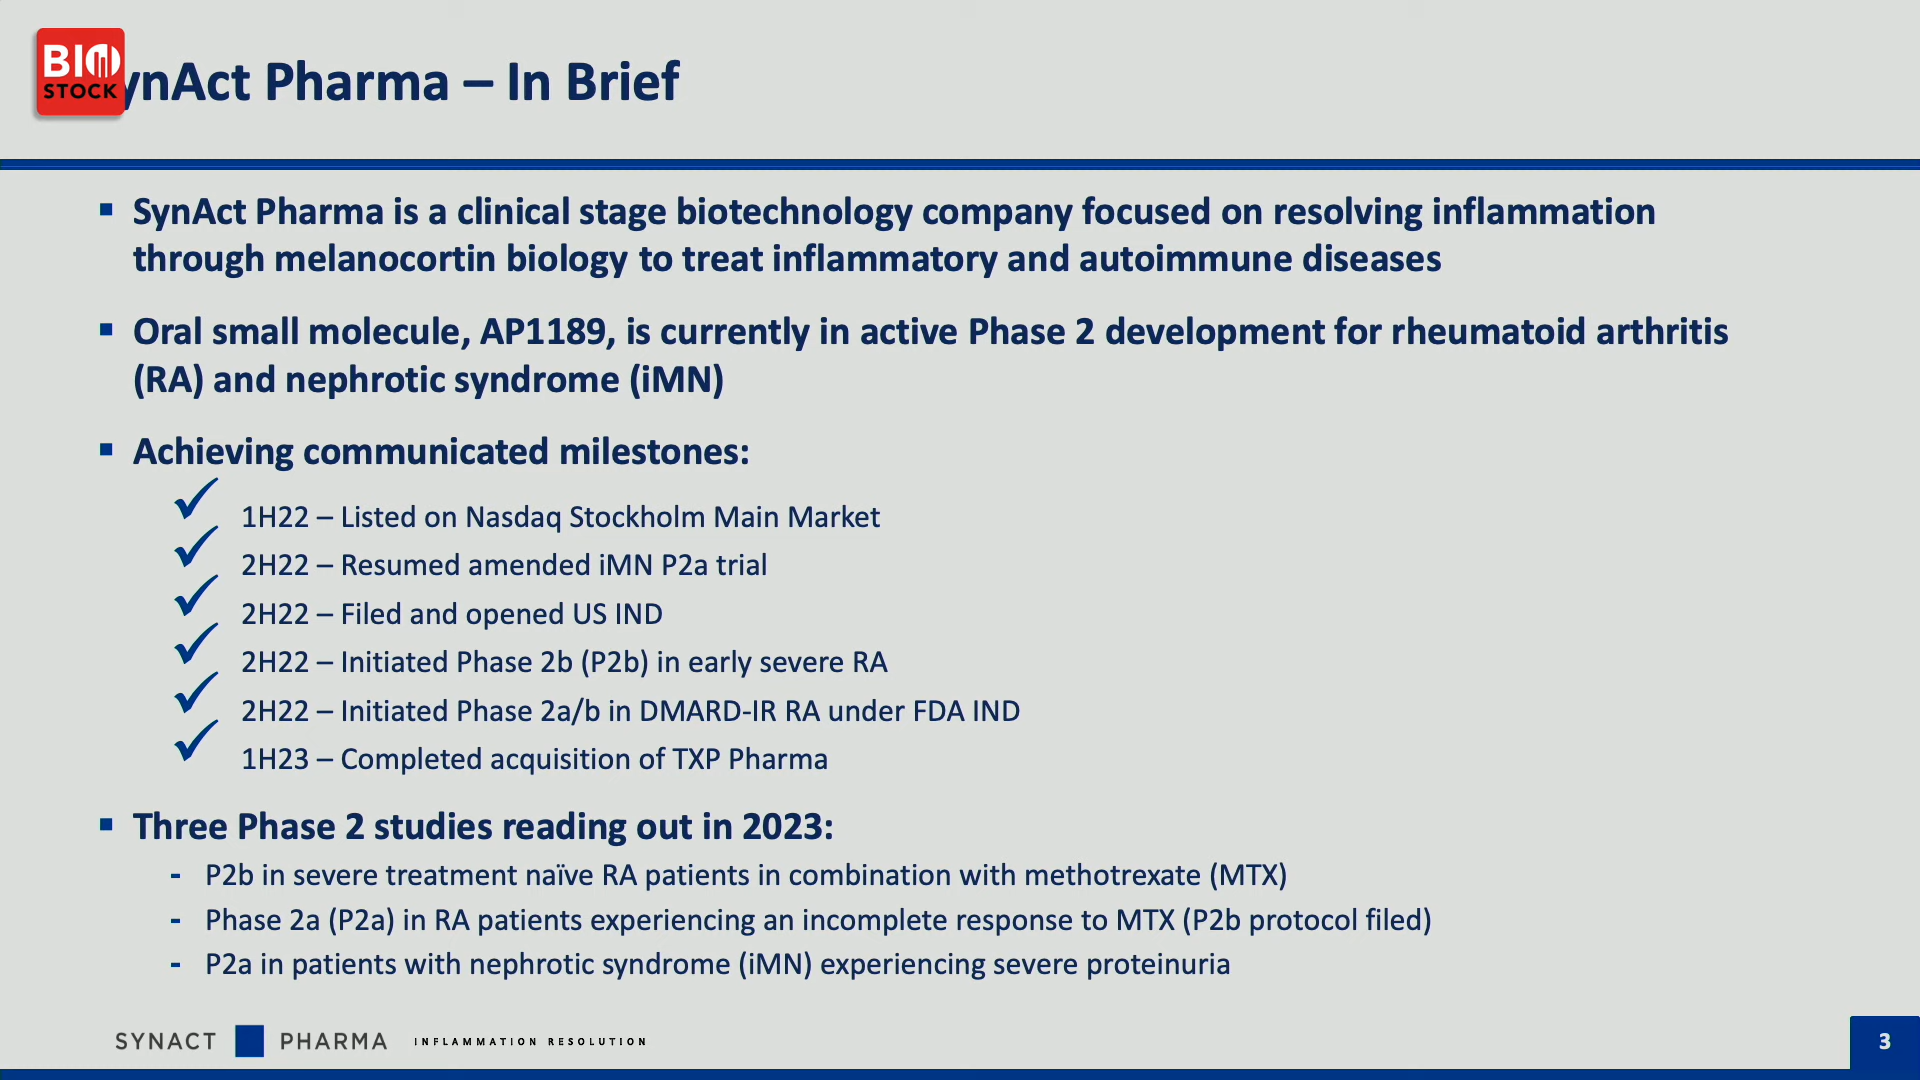 BIO
STOCK
ynAct Pharma – In Brief
SynAct Pharma is a clinical stage biotechnology company focused on resolving inflammation
through melanocortin biology to treat inflammatory and autoimmune diseases
Oral small molecule, AP1189, is currently in active Phase 2 development for rheumatoid arthritis
(RA) and nephrotic syndrome (iMN)
Achieving communicated milestones:
1H22 – Listed on Nasdaq Stockholm Main Market
2H22 – Resumed amended iMN P2a trial
2H22 – Filed and opened US IND
2H22 – Initiated Phase 2b (P2b) in early severe RA
2H22 – Initiated Phase 2a/b in DMARD-IR RA under FDA IND
1H23 – Completed acquisition of TXP Pharma
Three Phase 2 studies reading out in 2023:
- P2b in severe treatment naïve RA patients in combination with methotrexate (MTX)
- Phase 2a (P2a) in RA patients experiencing an incomplete response to MTX (P2b protocol filed)
- P2a in patients with nephrotic syndrome (iMN) experiencing severe proteinuria
SYNACT PHARMA INFLAMMATION RESOLUTION
3